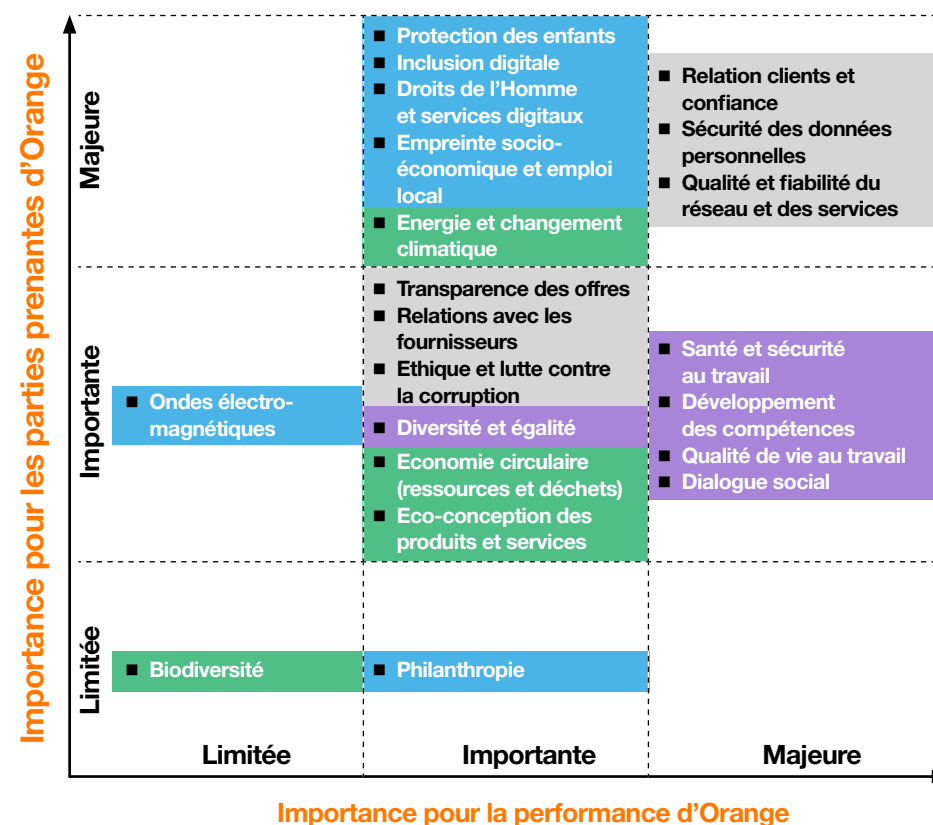 Importance pour les parties prenantes d’Orange
Majeure
Protection des enfants
Inclusion digitale
Droits de l’Homme
et services digitaux
Empreinte socio-
économique et emploi
local
Energie et changement
climatique
Relation clients et
confiance
Sécurité des données
personnelles
Qualité et fiabilité du
réseau et des services
Importante
Ondes électro-
magnétiques
Transparence des offres
Relations avec les
fournisseurs
Ethique et lutte contre
la corruption
Diversité et égalité
Economie circulaire
(ressources et déchets)
Eco-conception des
produits et services
Santé et sécurité
au travail
Développement
des compétences
Qualité de vie au travail
Dialogue social
Limitée
Biodiversité
Philanthropie
Limitée
Importante
Majeure
Importance pour la performance d’Orange